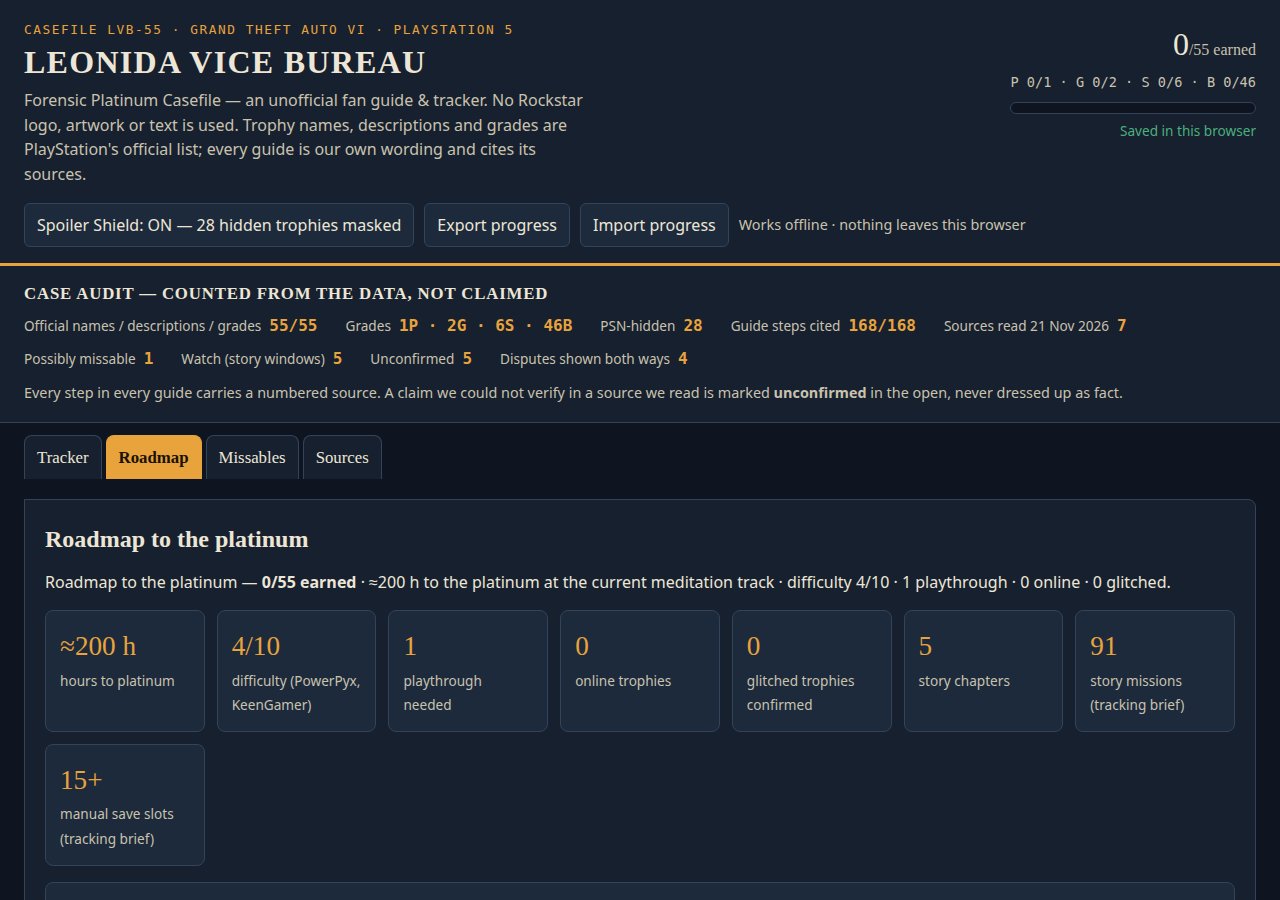 CASEFILE LVB-55 · GRAND THEFT AUTO VI · PLAYSTATION 5
LEONIDA VICE BUREAU
Forensic Platinum Casefile — an unofficial fan guide & tracker. No Rockstar
logo, artwork or text is used. Trophy names, descriptions and grades are
PlayStation's official list; every guide is our own wording and cites its
sources.
0/55 earned
P 0/1 · G 0/2 · S 0/6 · B 0/46
Saved in this browser
Spoiler Shield: ON — 28 hidden trophies masked
Export progress
Import progress
Works offline · nothing leaves this browser
CASE AUDIT — COUNTED FROM THE DATA, NOT CLAIMED
Official names / descriptions / grades 55/55 Grades 1P · 2G · 6S · 46B PSN-hidden 28 Guide steps cited 168/168 Sources read 21 Nov 2026 7
Possibly missable 1 Watch (story windows) 5 Unconfirmed 5 Disputes shown both ways 4
Every step in every guide carries a numbered source. A claim we could not verify in a source we read is marked unconfirmed in the open, never dressed up as fact.
Tracker
Roadmap
Missables
Sources
Roadmap to the platinum
Roadmap to the platinum — 0/55 earned · ≈200 h to the platinum at the current meditation track · difficulty 4/10 · 1 playthrough · 0 online · 0 glitched.
≈200 h
hours to platinum
4/10
difficulty (PowerPyx,
KeenGamer)
1
playthrough
needed
0
online trophies
0
glitched trophies
confirmed
5
story chapters
91
story missions
(tracking brief)
15+
manual save slots
(tracking brief)